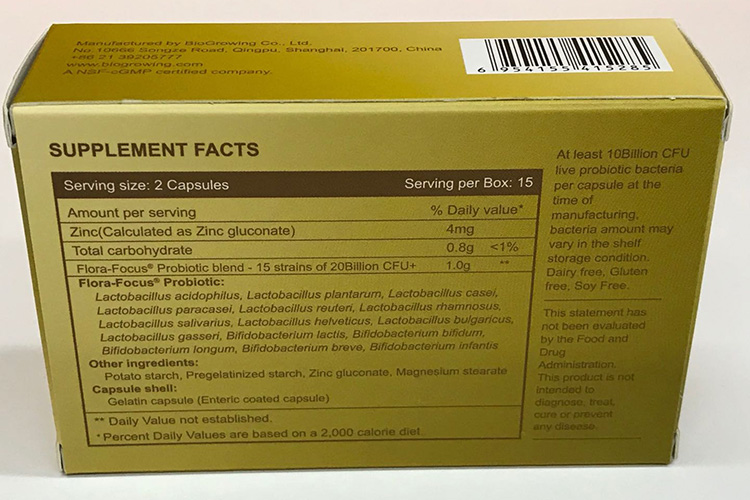 Manufactured by BioGrowing Co., Ltd.
No.10666 Songze Road, Qingpu, Shanghai, 201700, China
+86 21 39205777
www.biogrowing.com
A NSF-cGMP certified company.
6 954155 415285
SUPPLEMENT FACTS
Serving size: 2 Capsules Serving per Box: 15
Amount per serving % Daily value*
Zinc(Calculated as Zinc gluconate) 4mg
Total carbohydrate 0.8g <1%
Flora-Focus® Probiotic blend - 15 strains of 20Billion CFU+ 1.0g **
Flora-Focus® Probiotic:
Lactobacillus acidophilus, Lactobacillus plantarum, Lactobacillus casei,
Lactobacillus paracasei, Lactobacillus reuteri, Lactobacillus rhamnosus,
Lactobacillus salivarius, Lactobacillus helveticus, Lactobacillus bulgaricus,
Lactobacillus gasseri, Bifidobacterium lactis, Bifidobacterium bifidum,
Bifidobacterium longum, Bifidobacterium breve, Bifidobacterium infantis
Other ingredients:
Potato starch, Pregelatinized starch, Zinc gluconate, Magnesium stearate
Capsule shell:
Gelatin capsule (Enteric coated capsule)
** Daily Value not established.
* Percent Daily Values are based on a 2,000 calorie diet
At least 10Billion CFU
live probiotic bacteria
per capsule at the
time of
manufacturing,
bacteria amount may
vary in the shelf
storage condition.
Dairy free, Gluten
free, Soy Free.
This statement has
not been evaluated
by the Food and
Drug
Administration.
This product is not
intended to
diagnose, treat,
cure or prevent
any disease.